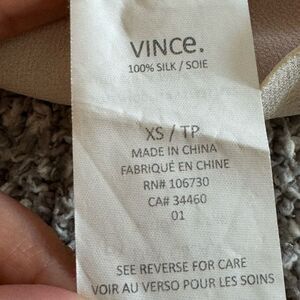 VINCE.
100% SILK / SOIE
XS / TP
MADE IN CHINA
FABRIQUÉ EN CHINE
RN# 106730
CA# 34460
01
SEE REVERSE FOR CARE
VOIR AU VERSO POUR LES SOINS